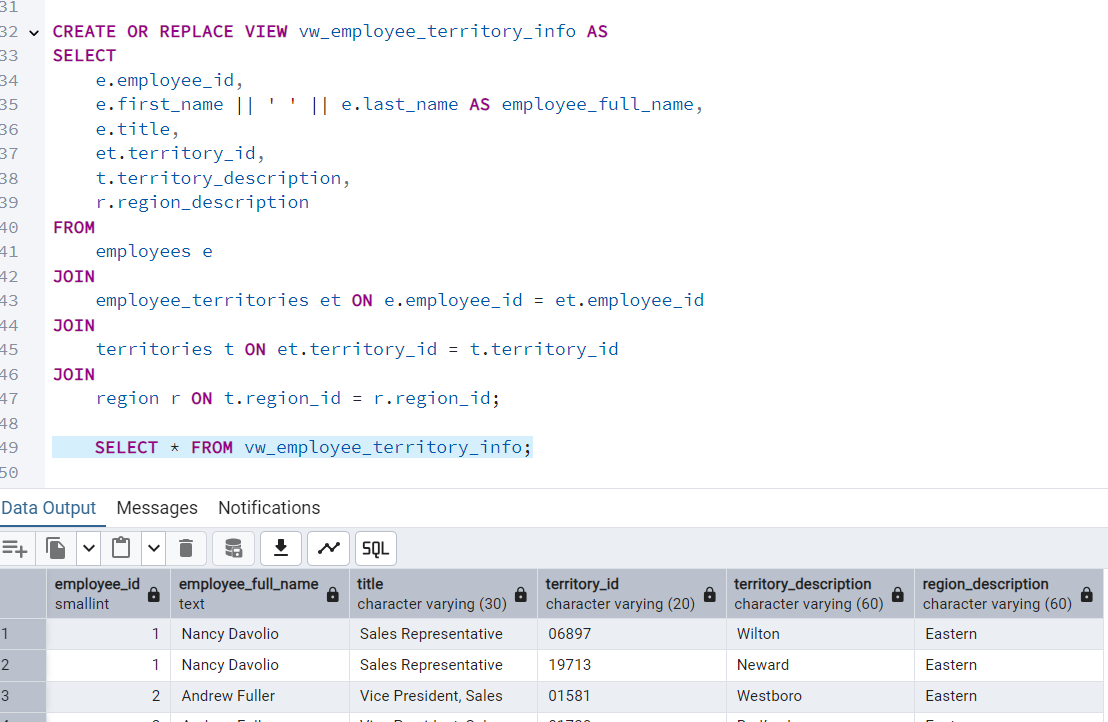 31
32 CREATE OR REPLACE VIEW vw_employee_territory_info AS
33 SELECT
34 e.employee_id,
35 e.first_name || ' ' || e.last_name AS employee_full_name,
36 e.title,
37 et.territory_id,
38 t.territory_description,
39 r.region_description
40 FROM
41 employees e
42 JOIN
43 employee_territories et ON e.employee_id = et.employee_id
44 JOIN
45 territories t ON et.territory_id = t.territory_id
46 JOIN
47 region r ON t.region_id = r.region_id;
48
49 SELECT * FROM vw_employee_territory_info;
50
Data Output Messages Notifications
SQL
employee_id employee_full_name title territory_id territory_description region_description
smallint text character varying (30) character varying (20) character varying (60) character varying (60)
1 1 Nancy Davolio Sales Representative 06897 Wilton Eastern
2 1 Nancy Davolio Sales Representative 19713 Neward Eastern
3 2 Andrew Fuller Vice President, Sales 01581 Westboro Eastern